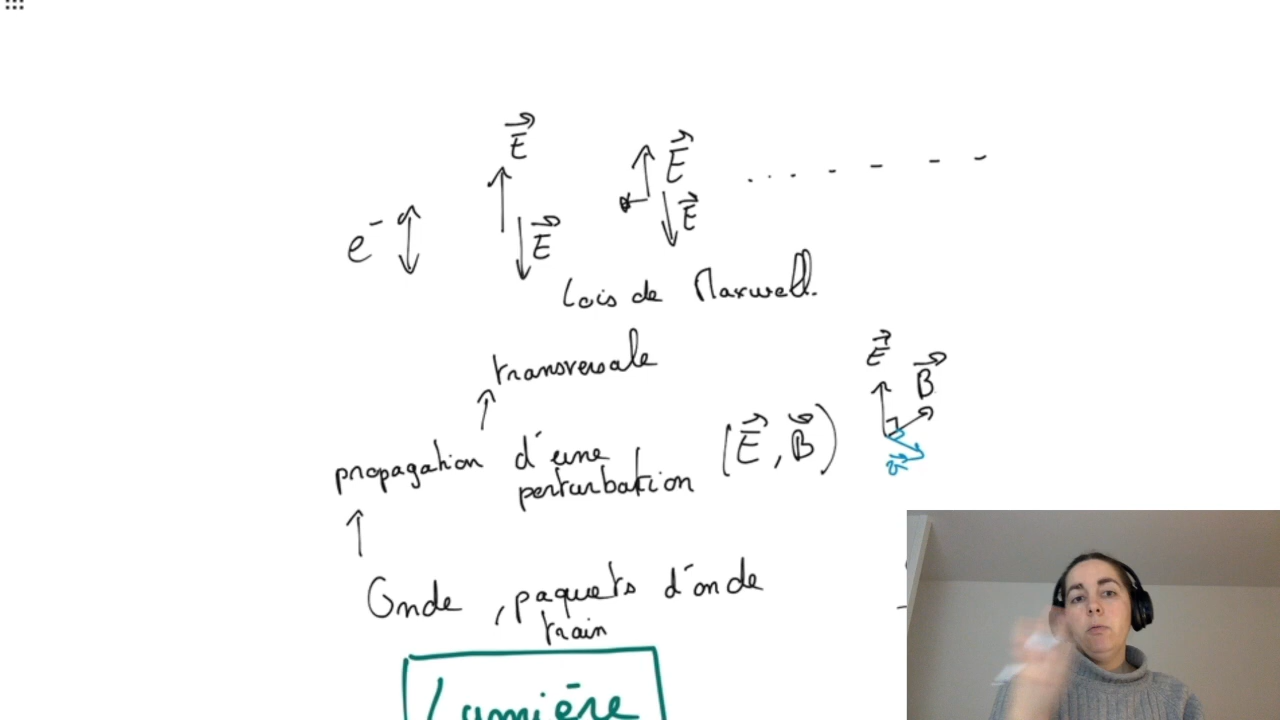 E
E
e⁻
E
E
Lois de Maxwell.
transversale
E
B
propagation d'une
perturbation (E, B)
Onde, paquets d'onde
train
Lumière